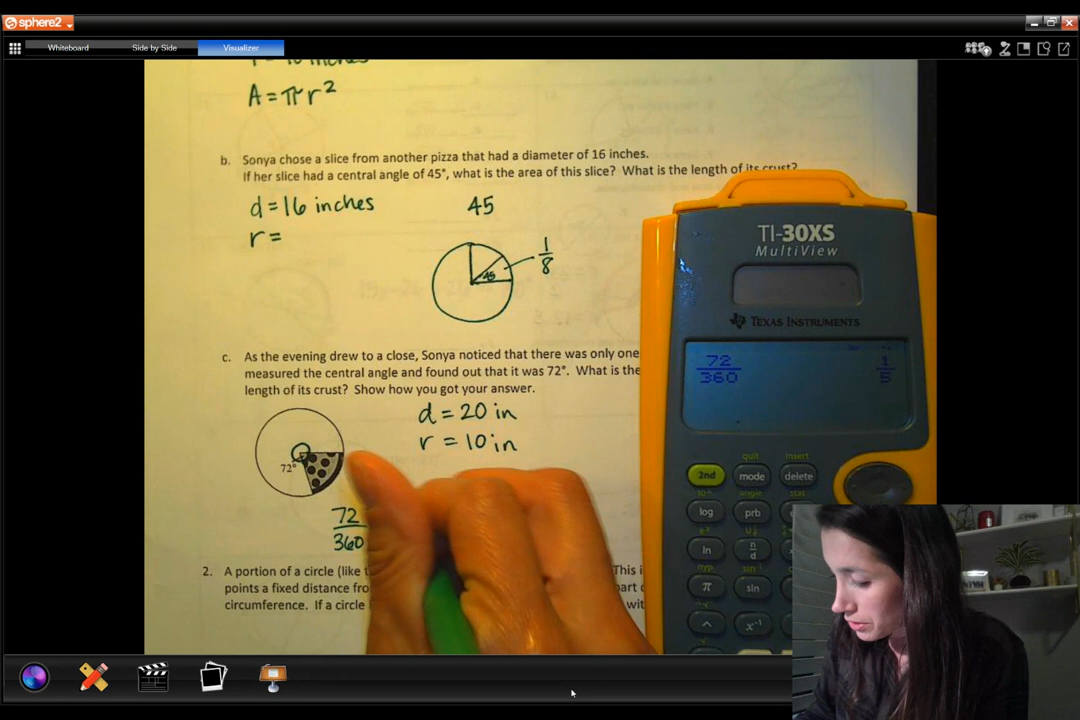 sphere2
Whiteboard Side by Side Visualizer
A = πr²
b. Sonya chose a slice from another pizza that had a diameter of 16 inches.
If her slice had a central angle of 45°, what is the area of this slice? What is the length of its crust?
d = 16 inches 45
r =
1/8
45
TI-30XS
MultiView
TEXAS INSTRUMENTS
72/360 1/5
c. As the evening drew to a close, Sonya noticed that there was only one
measured the central angle and found out that it was 72°. What is the
length of its crust? Show how you got your answer.
d = 20 in
r = 10 in
72°
72/360
quit insert
2nd mode delete
angle stat
log prb
ln n/d
π sin
^ x⁻¹
2. A portion of a circle (like This i
points a fixed distance part
circumference. If a circle wit